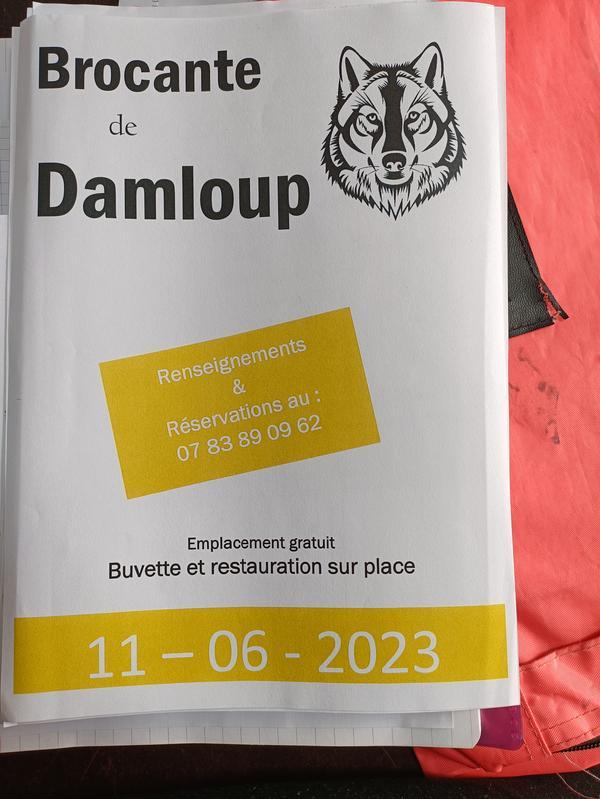 Brocante
de
Damloup
Renseignements
&
Réservations au :
07 83 89 09 62
Emplacement gratuit
Buvette et restauration sur place
11 – 06 - 2023